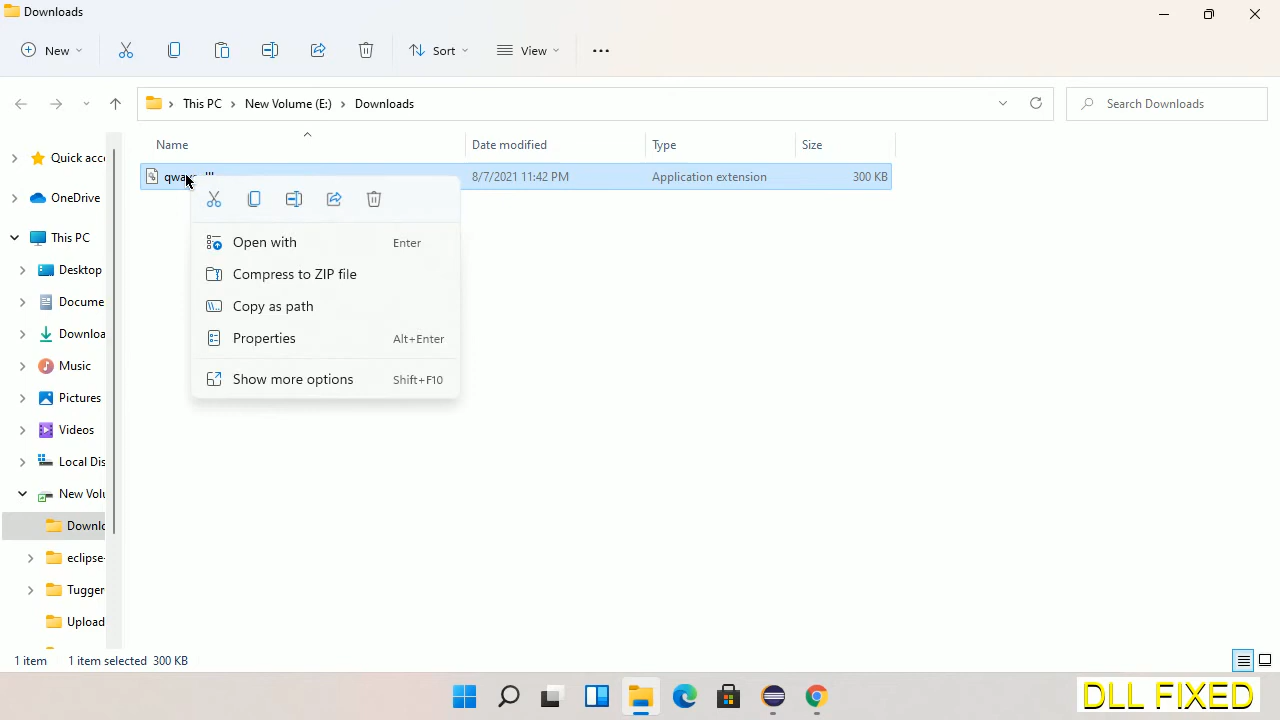 Downloads
New
Sort
View
This PC
New Volume (E:)
Downloads
Search Downloads
Name
Date modified
Type
Size
8/7/2021 11:42 PM
Application extension
300 KB
Quick acc
OneDrive
This PC
Desktop
Docume
Downloa
Music
Pictures
Videos
Local Dis
New Volu
Downlo
eclipse-
Tugger
Upload
Open with Enter
Compress to ZIP file
Copy as path
Properties Alt+Enter
Show more options Shift+F10
1 item
1 item selected 300 KB
DLL FIXED